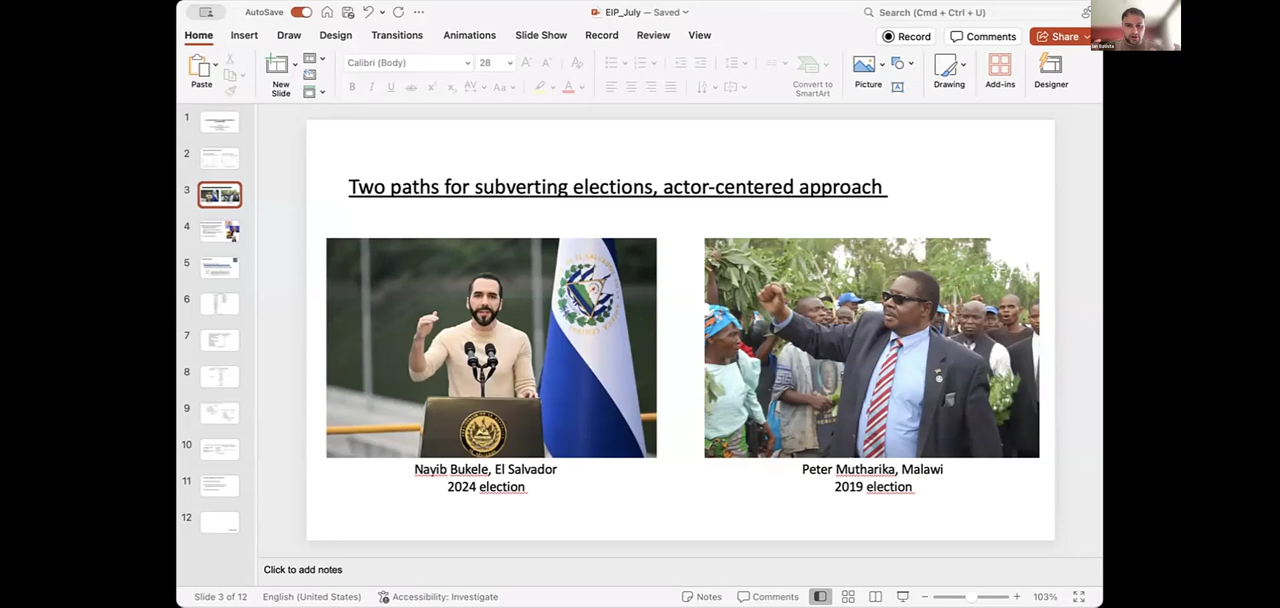 AutoSave
EIP_July — Saved
Search (Cmd + Ctrl + U)
Home
Insert
Draw
Design
Transitions
Animations
Slide Show
Record
Review
View
Record
Comments
Share
Paste
New
Slide
Calibri (Body)
28
Convert to
SmartArt
Picture
Drawing
Add-ins
Designer
1
2
3
4
5
6
7
8
9
10
11
12
Two paths for subverting elections, actor-centered approach
Nayib Bukele, El Salvador
2024 election
Peter Mutharika, Malawi
2019 election
Click to add notes
Slide 3 of 12
English (United States)
Accessibility: Investigate
Notes
Comments
103%